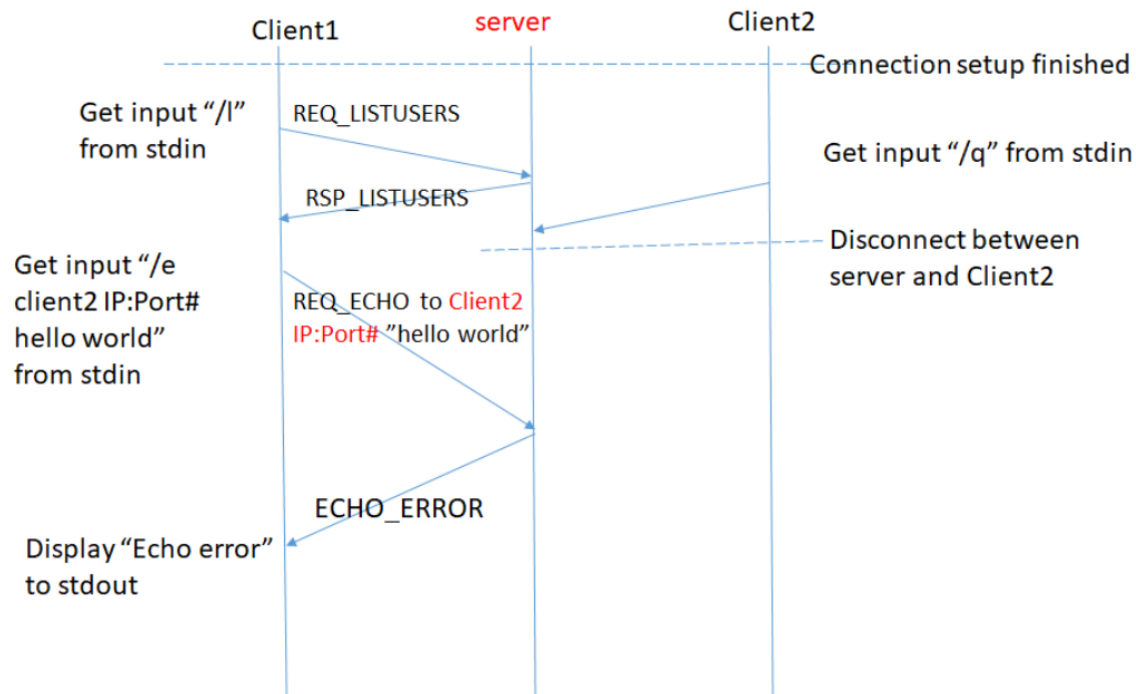 Client1
server
Client2
Connection setup finished
Get input “/l”
from stdin
REQ_LISTUSERS
Get input “/q” from stdin
RSP_LISTUSERS
Disconnect between
server and Client2
Get input “/e
client2 IP:Port#
hello world”
from stdin
REQ_ECHO to Client2
IP:Port# ”hello world”
ECHO_ERROR
Display “Echo error”
to stdout